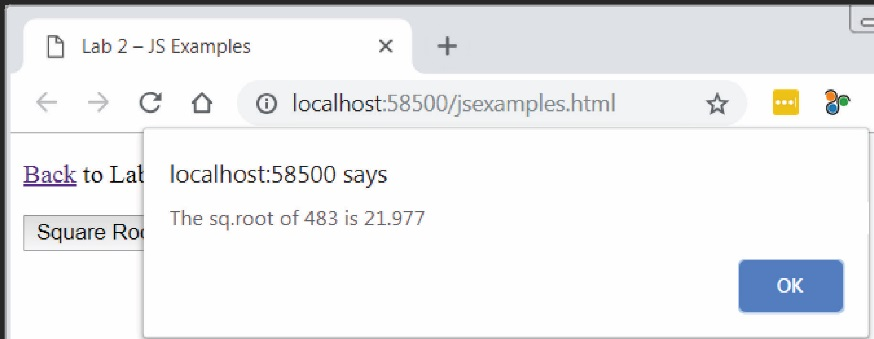 Lab 2 – JS Examples
localhost:58500/jsexamples.html
Back to Lab
localhost:58500 says
The sq.root of 483 is 21.977
Square Roo
OK